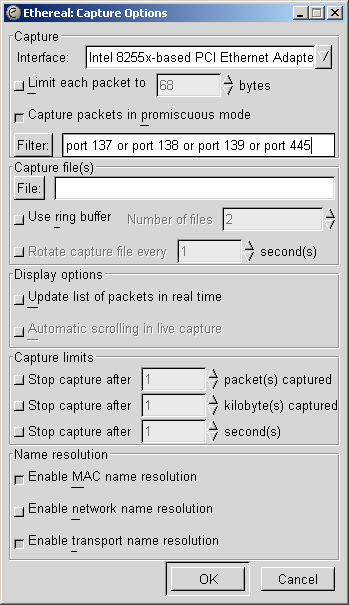 Ethereal: Capture Options
Capture
Interface: Intel 8255x-based PCI Ethernet Adapte
Limit each packet to 68 bytes
Capture packets in promiscuous mode
Filter: port 137 or port 138 or port 139 or port 445
Capture file(s)
File:
Use ring buffer Number of files 2
Rotate capture file every 1 second(s)
Display options
Update list of packets in real time
Automatic scrolling in live capture
Capture limits
Stop capture after 1 packet(s) captured
Stop capture after 1 kilobyte(s) captured
Stop capture after 1 second(s)
Name resolution
Enable MAC name resolution
Enable network name resolution
Enable transport name resolution
OK Cancel